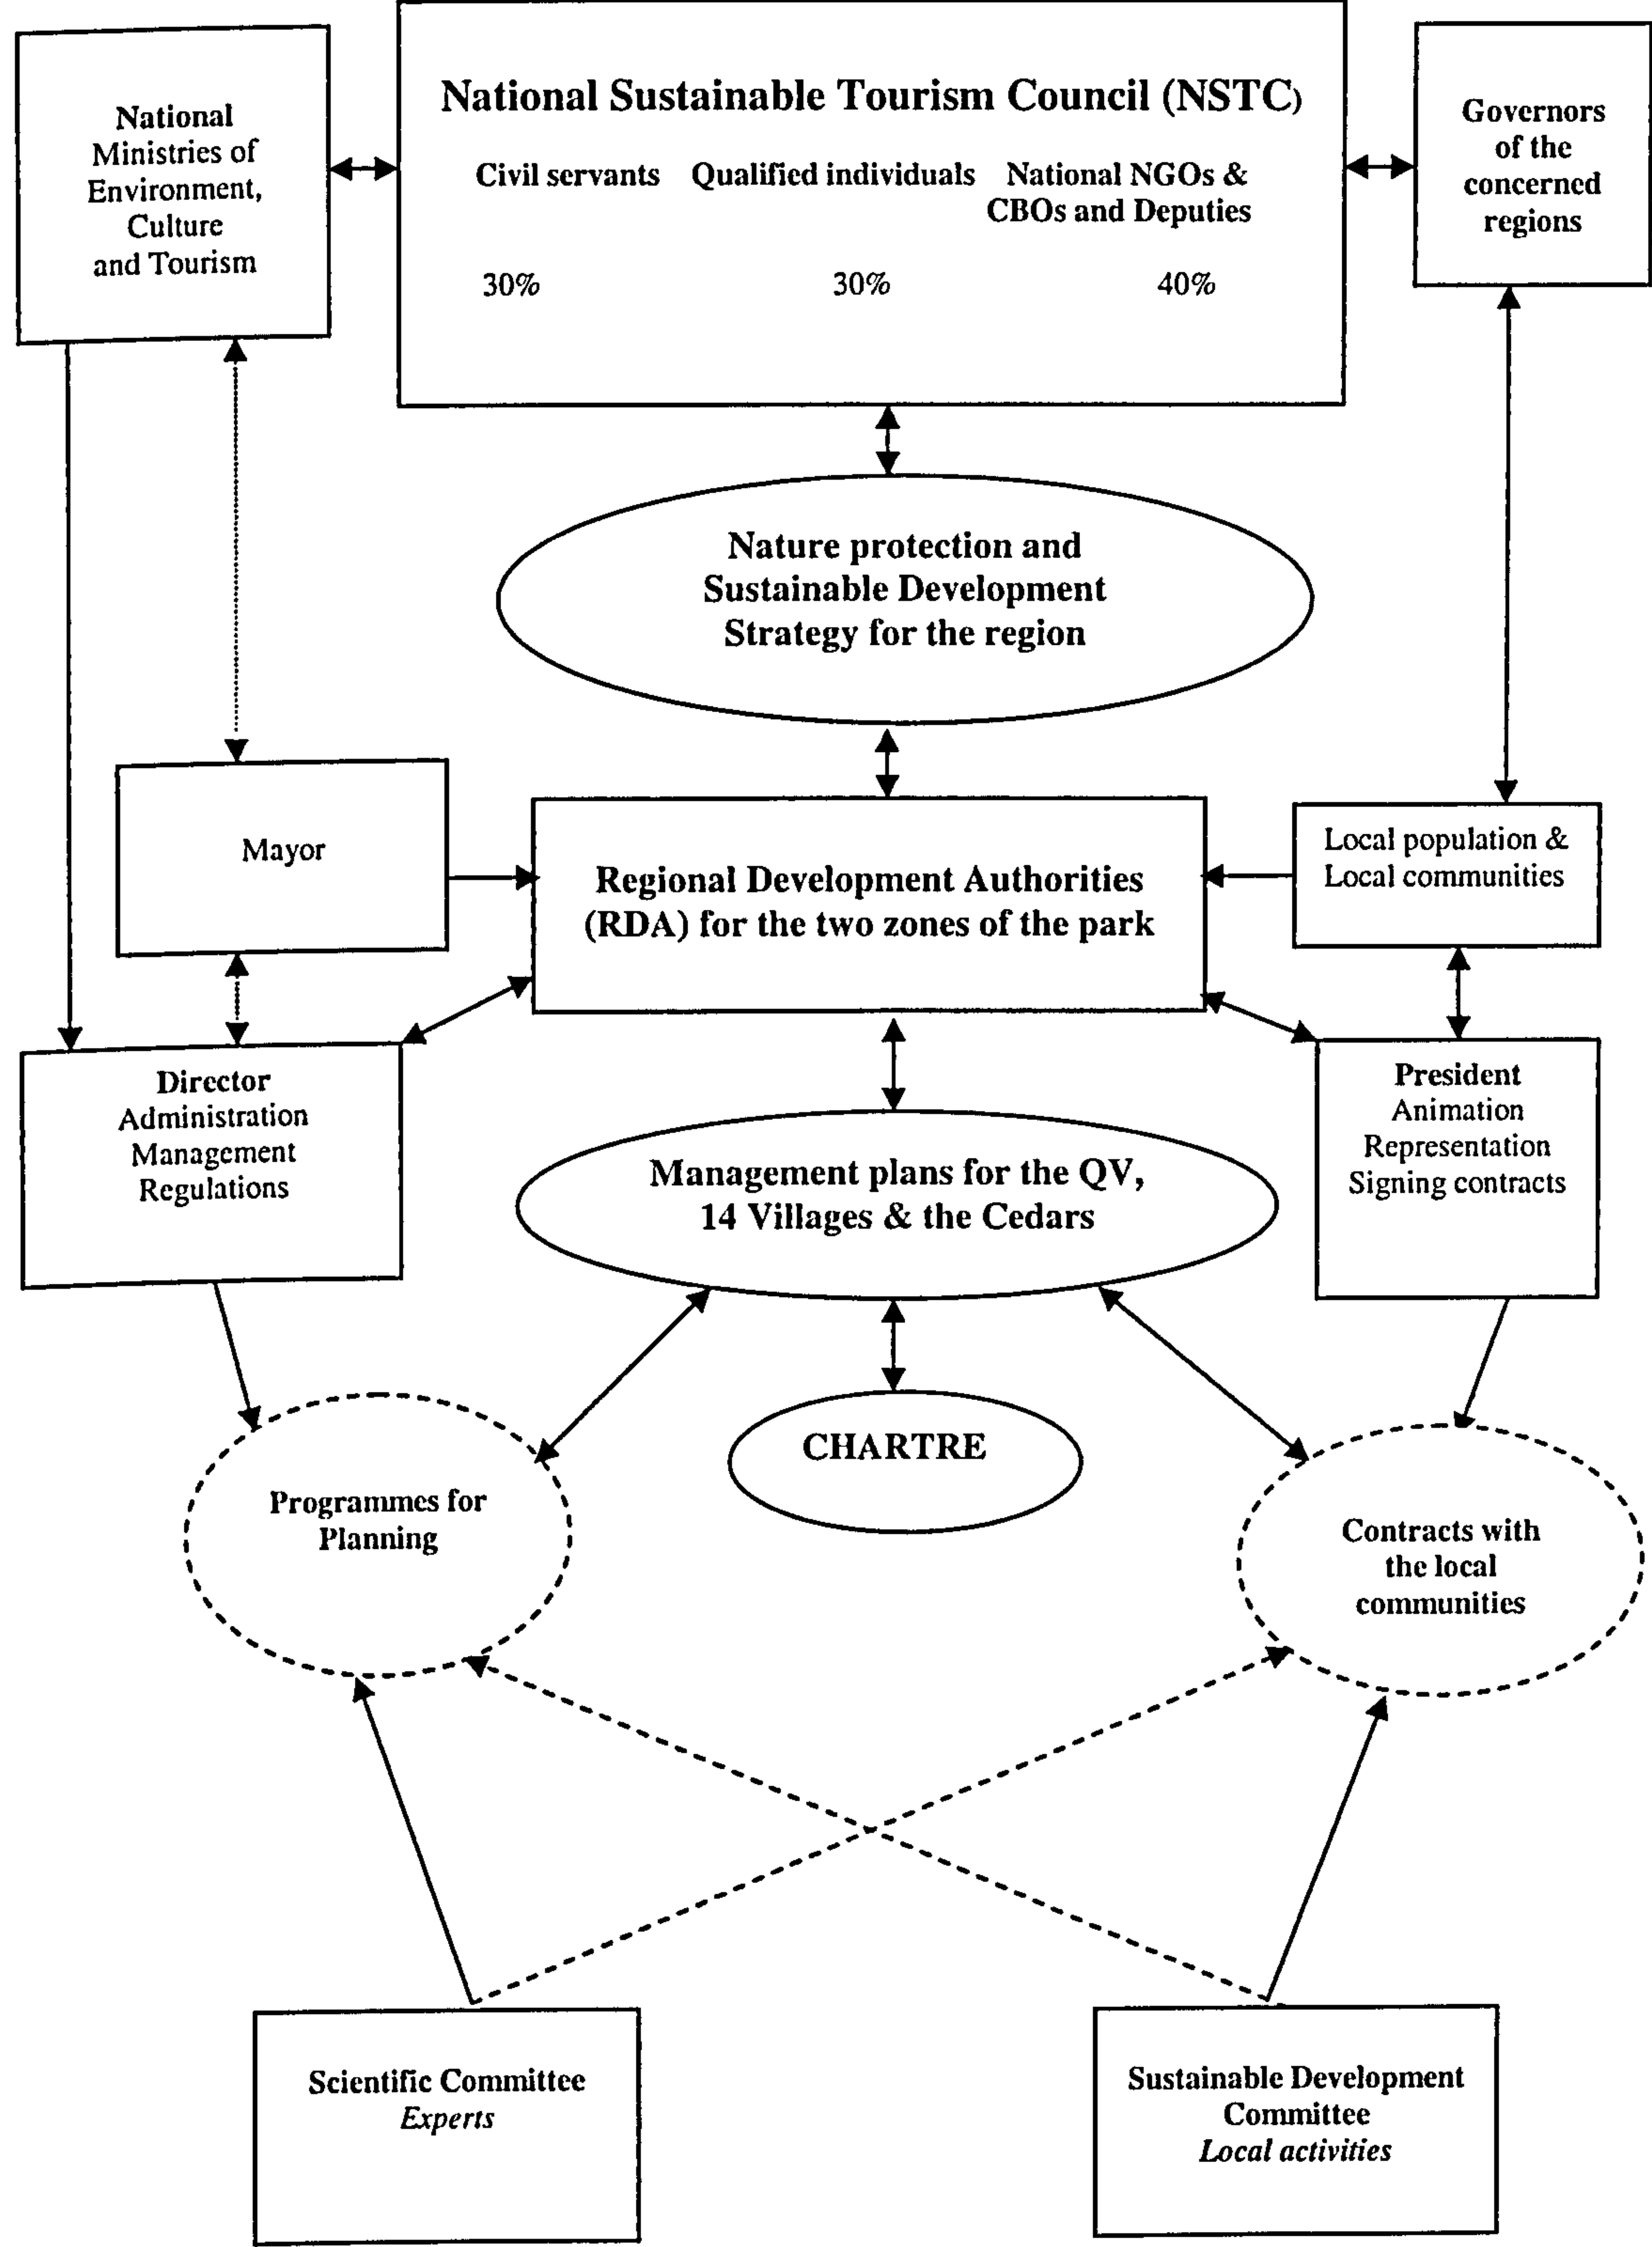 National Sustainable Tourism Council (NSTC)
Civil servants Qualified individuals National NGOs &
CBOs and Deputies
30% 30% 40%
National
Ministries of
Environment,
Culture
and Tourism
Governors
of the
concerned
regions
Nature protection and
Sustainable Development
Strategy for the region
Mayor
Regional Development Authorities
(RDA) for the two zones of the park
Local population &
Local communities
Director
Administration
Management
Regulations
Management plans for the QV,
14 Villages & the Cedars
President
Animation
Representation
Signing contracts
CHARTRE
Programmes for
Planning
Contracts with
the local
communities
Scientific Committee
Experts
Sustainable Development
Committee
Local activities